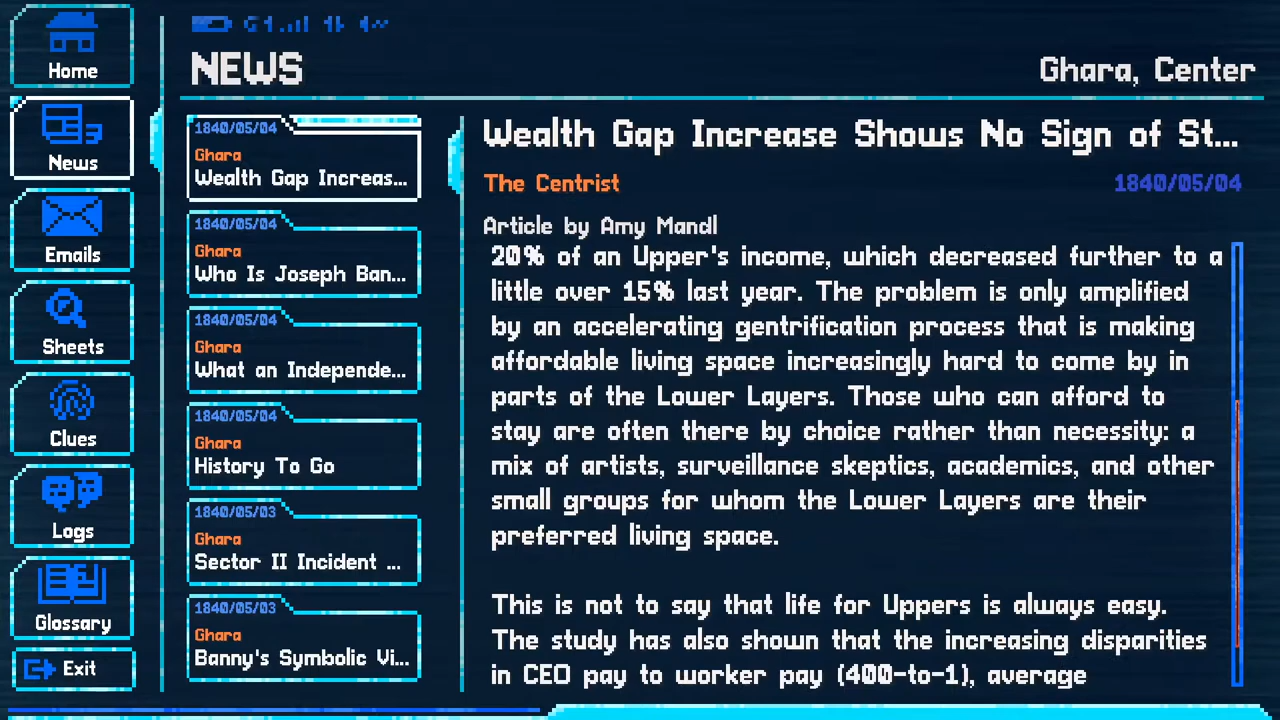 Home
News
Emails
Sheets
Clues
Logs
Glossary
Exit
NEWS
Ghara, Center
1840/05/04
Ghara
Wealth Gap Increas...
1840/05/04
Ghara
Who Is Joseph Ban...
1840/05/04
Ghara
What an Independe...
1840/05/04
Ghara
History To Go
1840/05/03
Ghara
Sector II Incident ...
1840/05/03
Ghara
Banny's Symbolic Vi...
Wealth Gap Increase Shows No Sign of St...
The Centrist
1840/05/04
Article by Amy Mandl
20% of an Upper's income, which decreased further to a
little over 15% last year. The problem is only amplified
by an accelerating gentrification process that is making
affordable living space increasingly hard to come by in
parts of the Lower Layers. Those who can afford to
stay are often there by choice rather than necessity: a
mix of artists, surveillance skeptics, academics, and other
small groups for whom the Lower Layers are their
preferred living space.
This is not to say that life for Uppers is always easy.
The study has also shown that the increasing disparities
in CEO pay to worker pay (400-to-1), average